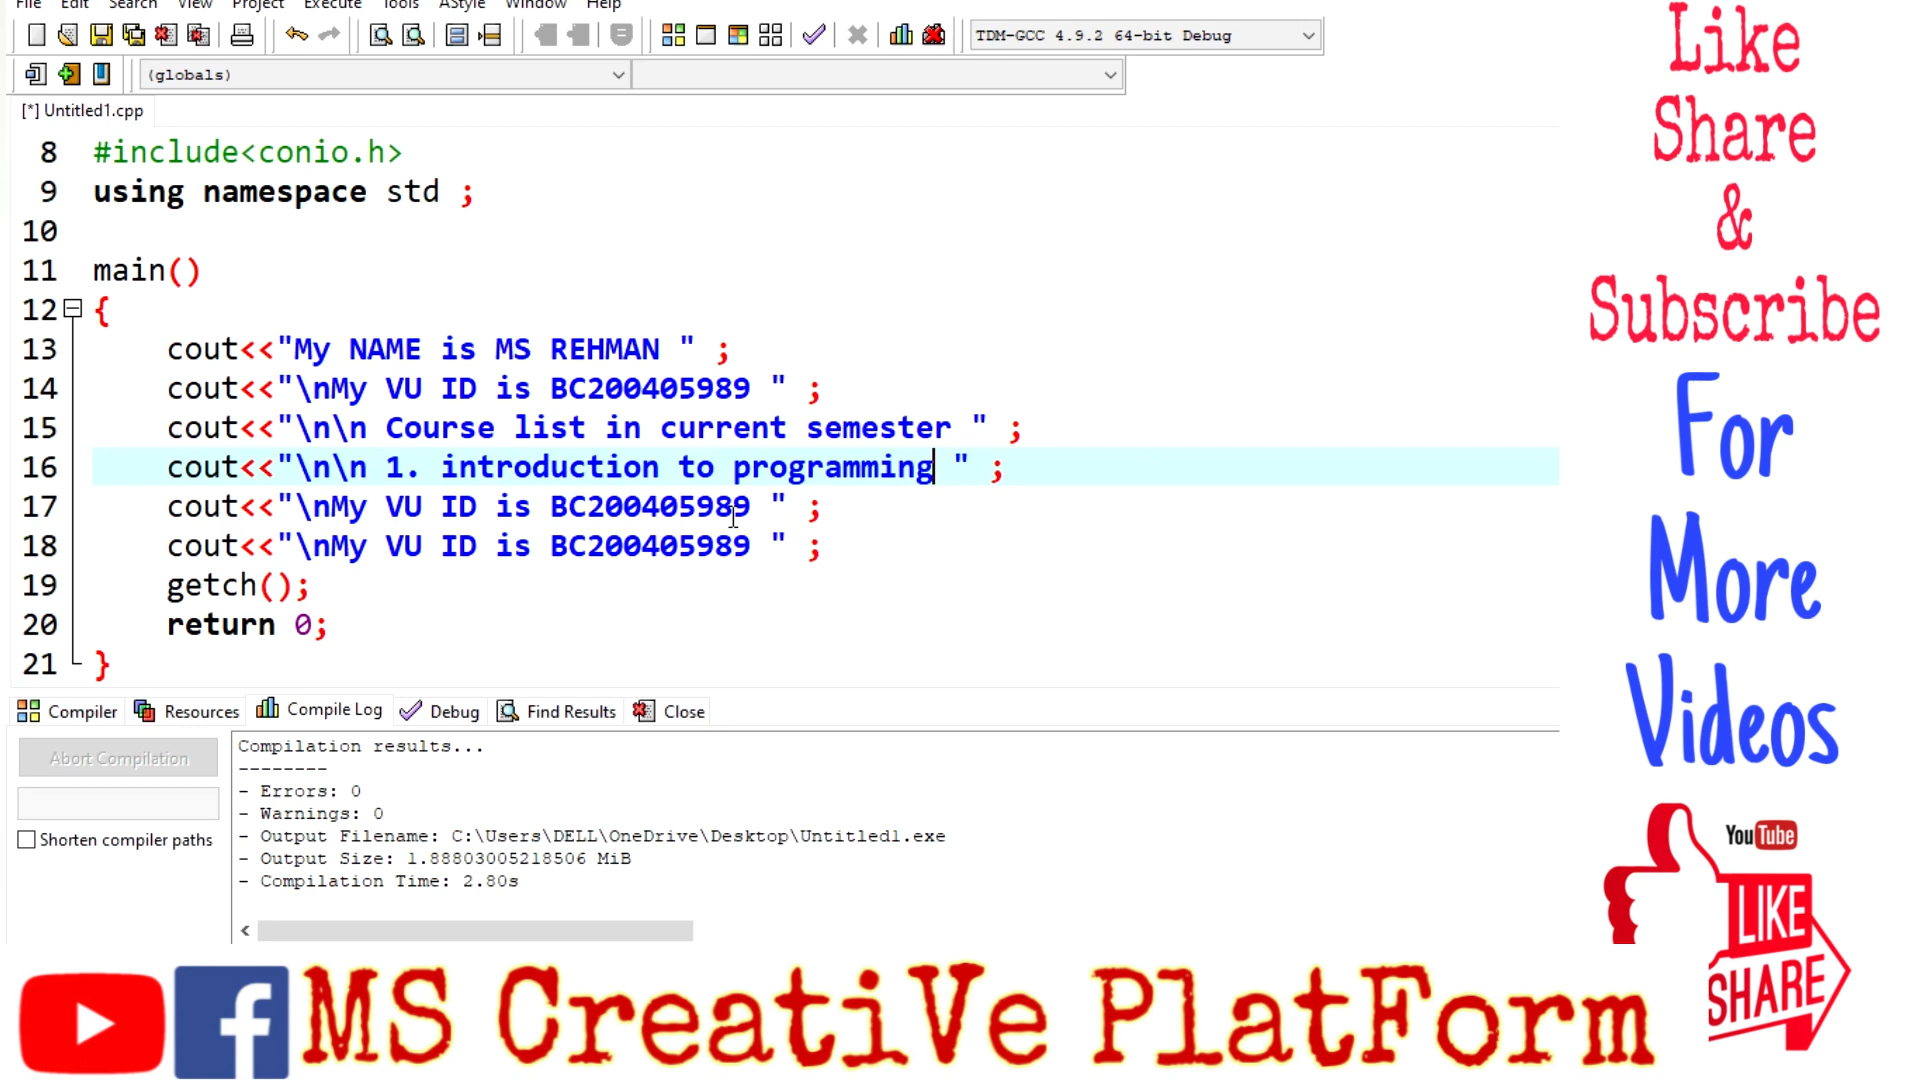 File Edit Search View Project Execute Tools AStyle Window Help
TDM-GCC 4.9.2 64-bit Debug
(globals)
[*] Untitled1.cpp
8 #include<conio.h>
9 using namespace std ;
10
11 main()
12 {
13 cout<<"My NAME is MS REHMAN " ;
14 cout<<"\nMy VU ID is BC200405989 " ;
15 cout<<"\n\n Course list in current semester " ;
16 cout<<"\n\n 1. introduction to programming " ;
17 cout<<"\nMy VU ID is BC200405989 " ;
18 cout<<"\nMy VU ID is BC200405989 " ;
19 getch();
20 return 0;
21 }
Compiler Resources Compile Log Debug Find Results Close
Abort Compilation
Shorten compiler paths
Compilation results...
--------
- Errors: 0
- Warnings: 0
- Output Filename: C:\Users\DELL\OneDrive\Desktop\Untitled1.exe
- Output Size: 1.88803005218506 MiB
- Compilation Time: 2.80s
Like
Share
&
Subscribe
For
More
Videos
YouTube
LIKE
SHARE
MS CreatiVe PlatForm